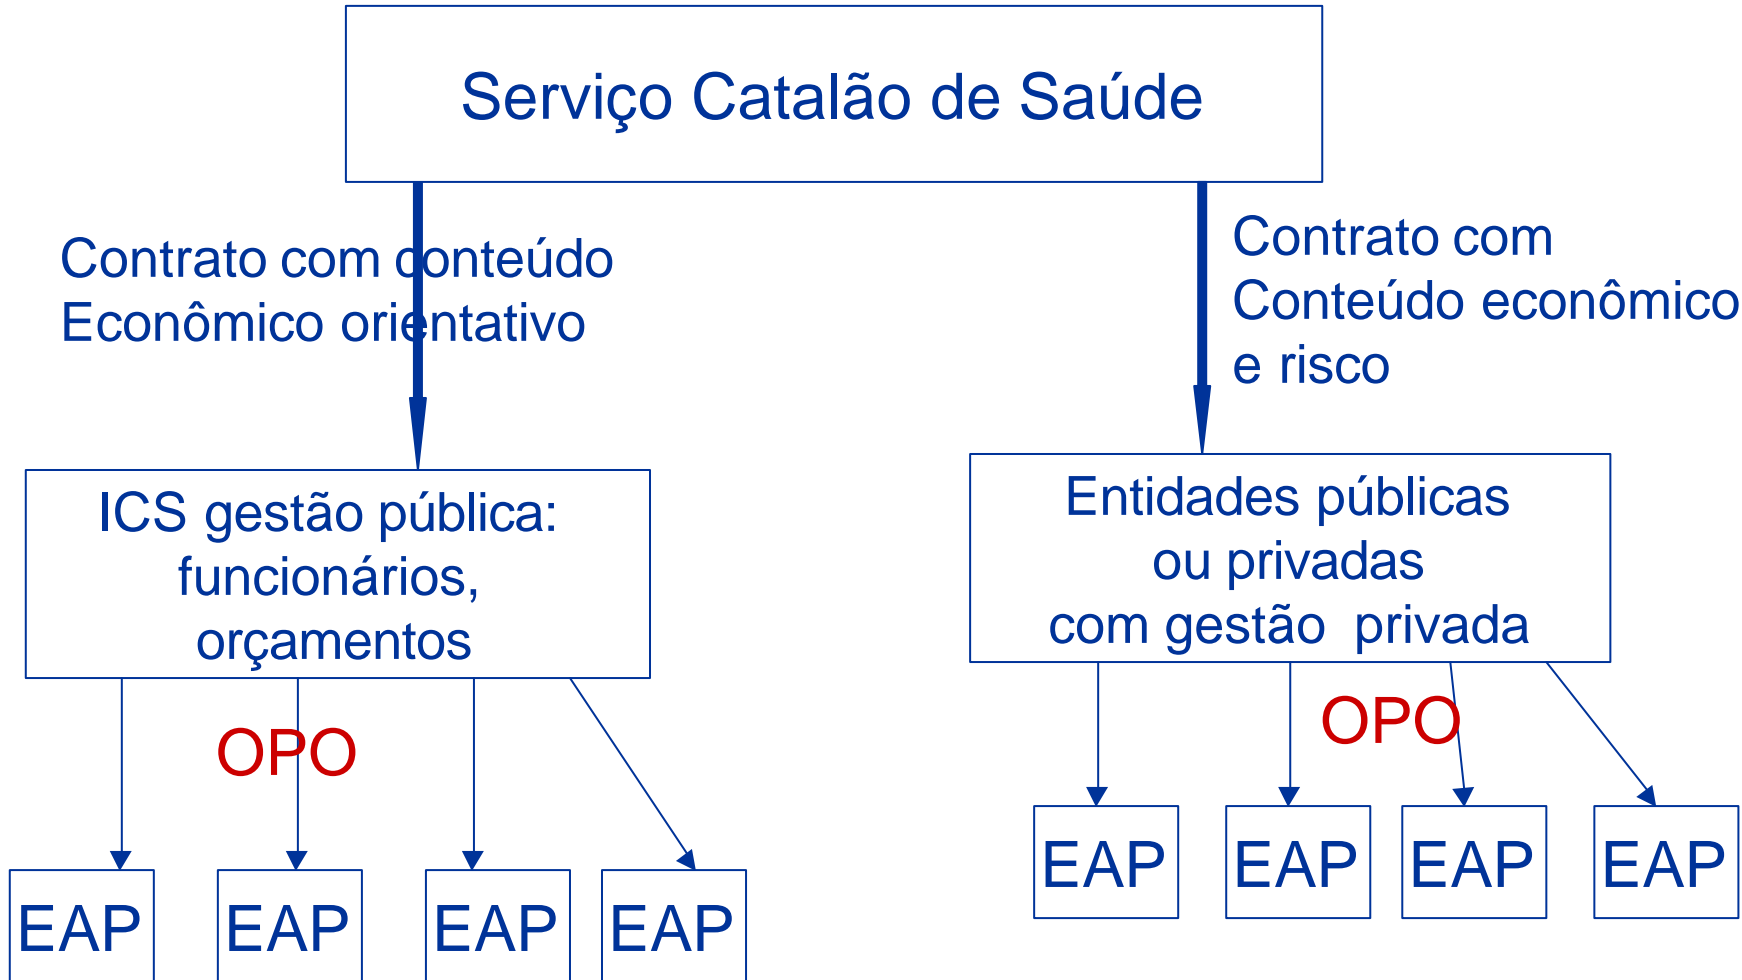 Serviço Catalão de Saúde
Contrato com conteúdo
Econômico orientativo
Contrato com
Conteúdo econômico
e risco
ICS gestão pública:
funcionários,
orçamentos
Entidades públicas
ou privadas
com gestão privada
OPO
OPO
EAP
EAP
EAP
EAP
EAP
EAP
EAP
EAP